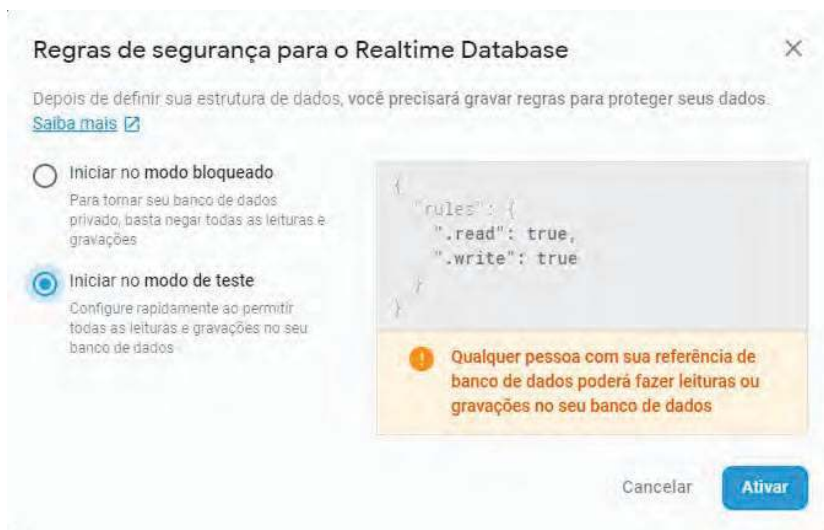 Regras de segurança para o Realtime Database
Depois de definir sua estrutura de dados, você precisará gravar regras para proteger seus dados.
Saiba mais
Iniciar no modo bloqueado
Para tornar seu banco de dados
privado, basta negar todas as leituras e
gravações
Iniciar no modo de teste
Configure rapidamente ao permitir
todas as leituras e gravações no seu
banco de dados
{
"rules": {
".read": true,
".write": true
}
}
Qualquer pessoa com sua referência de
banco de dados poderá fazer leituras ou
gravações no seu banco de dados
Cancelar
Ativar